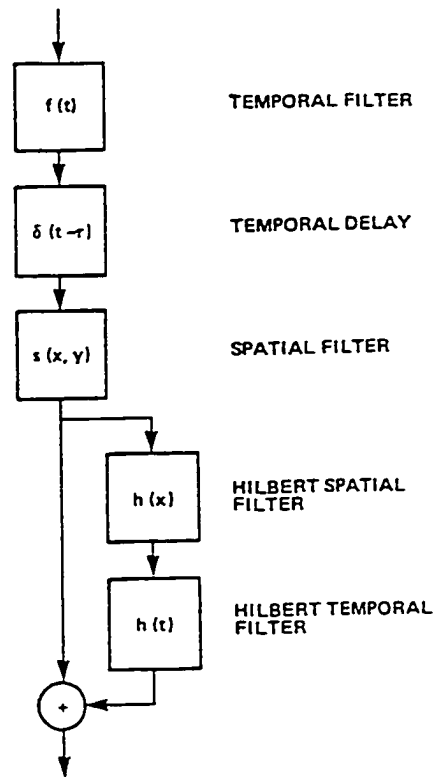 f(t)
TEMPORAL FILTER
δ(t-τ)
TEMPORAL DELAY
s(x, y)
SPATIAL FILTER
h(x)
HILBERT SPATIAL
FILTER
h(t)
HILBERT TEMPORAL
FILTER
+